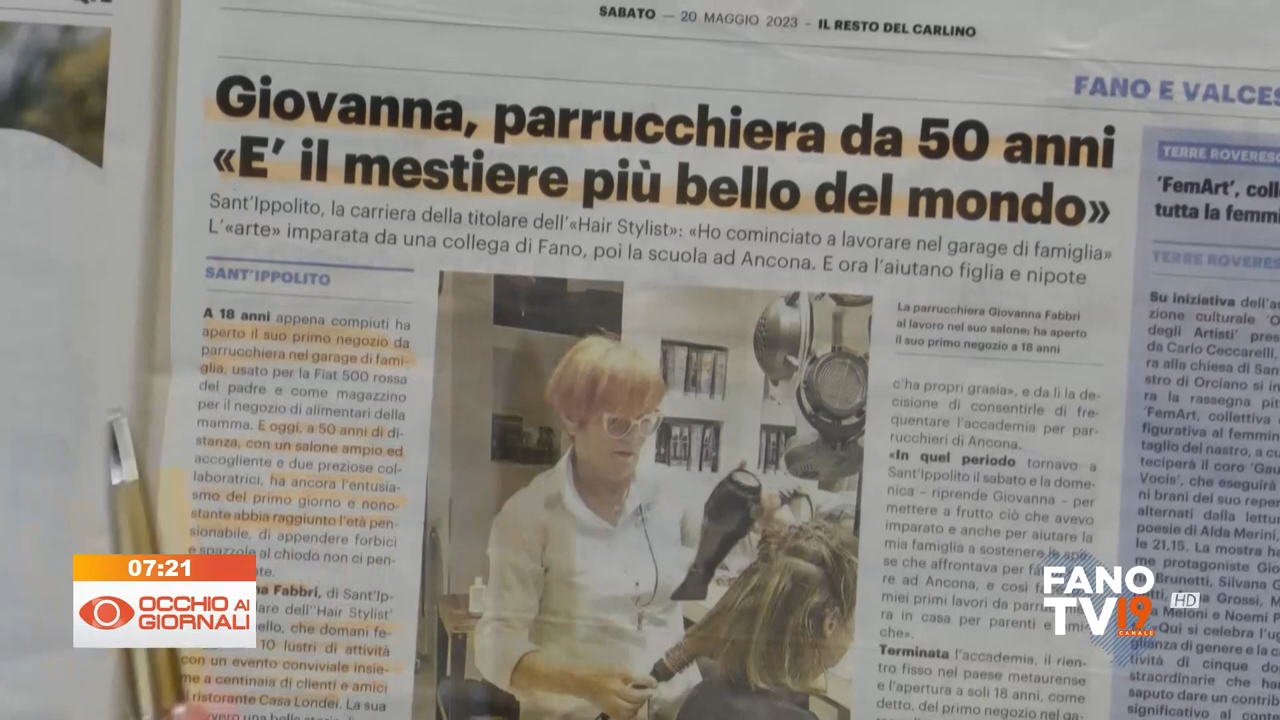 SABATO — 20 MAGGIO 2023 – IL RESTO DEL CARLINO
FANO E VALCES
Giovanna, parrucchiera da 50 anni
«E’ il mestiere più bello del mondo»
Sant’Ippolito, la carriera della titolare dell’«Hair Stylist»: «Ho cominciato a lavorare nel garage di famiglia»
L’«arte» imparata da una collega di Fano, poi la scuola ad Ancona. E ora l’aiutano figlia e nipote
SANT’IPPOLITO
A 18 anni appena compiuti ha
aperto il suo primo negozio da
parrucchiera nel garage di fami-
glia, usato per la Fiat 500 rossa
del padre e come magazzino
per il negozio di alimentari della
mamma. E oggi, a 50 anni di di-
stanza, con un salone ampio ed
accogliente e due preziose col-
laboratrici, ha ancora l’entusia-
smo del primo giorno e nono-
stante abbia raggiunto l’età pen-
sionabile, di appendere forbici
e spazzole al chiodo non ci pen-
te.
na Fabbri, di Sant’Ip-
lare dell’‘Hair Stylist’
ello, che domani fe-
10 lustri di attività
con un evento conviviale insie-
me a centinaia di clienti e amici
ristorante Casa Londei. La sua
La parrucchiera Giovanna Fabbri
al lavoro nel suo salone; ha aperto
il suo primo negozio a 18 anni
c’ha propri grasia», e da lì la de-
cisione di consentirle di fre-
quentare l’accademia per par-
rucchieri di Ancona.
«In quel periodo tornavo a
Sant’Ippolito il sabato e la dome-
nica – riprende Giovanna – per
mettere a frutto ciò che avevo
imparato e anche per aiutare la
mia famiglia a sostenere le spe-
se che affrontava per fa
re ad Ancona, e così f
miei primi lavori da parru
ra in casa per parenti e ami-
che».
Terminata l’accademia, il rien-
tro fisso nel paese metaurense
e l’apertura a soli 18 anni, come
detto, del primo negozio nel ga-
TERRE ROVERESC
‘FemArt’, coll
tutta la femm
TERRE ROVERES
Su iniziativa dell’as
zione culturale ‘O
degli Artisti’ pres
da Carlo Ceccarelli,
ra alla chiesa di San
stro di Orciano si in
ra la rassegna pit
‘FemArt, collettiva
figurativa al femmin
taglio del nastro, a cu
teciperà il coro ‘Gau
Vocis’, che eseguirà
ni brani del suo reper
alternati dalla lettu
poesie di Alda Merini,
le 21,15. La mostra ha
me protagoniste Gio
Brunetti, Silvana C
Grossi, M
Meloni e Noemi P
Qui si celebra l’u
glianza di genere e la c
tività di cinque do
straordinarie che han
saputo dare un contrib
significativo al conte
07:21
OCCHIO AI
GIORNALI
FANO
TV19 HD
CANALE